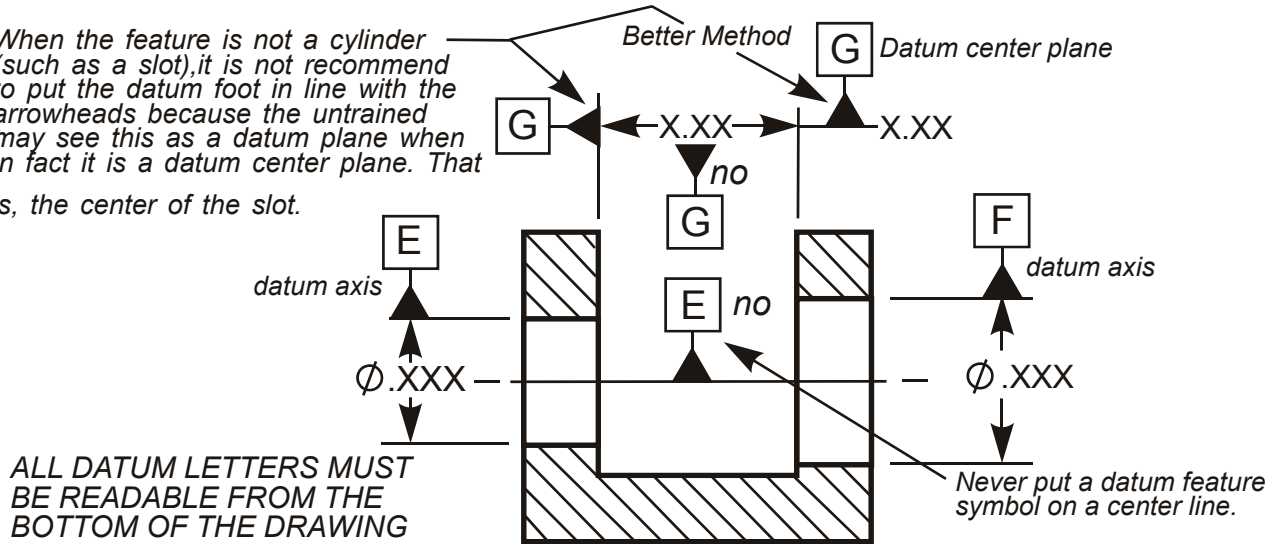 When the feature is not a cylinder
(such as a slot),it is not recommend
to put the datum foot in line with the
arrowheads because the untrained
may see this as a datum plane when
in fact it is a datum center plane. That
is, the center of the slot.
Better Method
G
Datum center plane
G
X.XX
X.XX
no
G
E
F
datum axis
datum axis
E
no
Ø.XXX
Ø.XXX
ALL DATUM LETTERS MUST
BE READABLE FROM THE
BOTTOM OF THE DRAWING
Never put a datum feature
symbol on a center line.